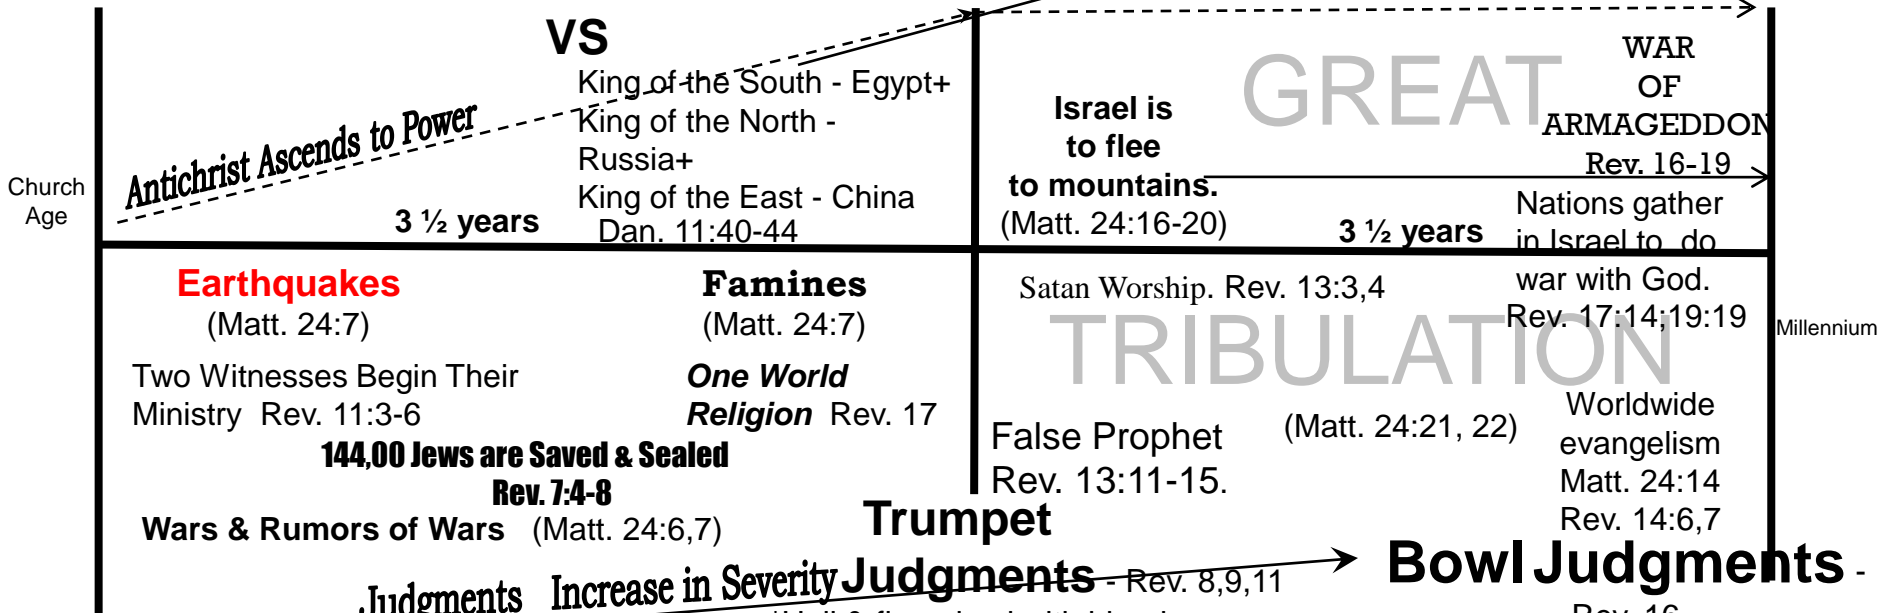 VS
King of the South - Egypt+
King of the North -
Russia+
King of the East - China
Dan. 11:40-44
Antichrist Ascends to Power
3 ½ years
Church
Age
Israel is
to flee
to mountains.
(Matt. 24:16-20)
GREAT
3 ½ years
WAR
OF
ARMAGEDDON
Rev. 16-19
Nations gather
in Israel to do
war with God.
Rev. 17:14;19:19
Millennium
Earthquakes
(Matt. 24:7)
Famines
(Matt. 24:7)
Two Witnesses Begin Their
Ministry Rev. 11:3-6
One World
Religion Rev. 17
144,00 Jews are Saved & Sealed
Rev. 7:4-8
Wars & Rumors of Wars (Matt. 24:6,7)
Satan Worship. Rev. 13:3,4
TRIBULATION
False Prophet
Rev. 13:11-15.
(Matt. 24:21, 22)
Worldwide
evangelism
Matt. 24:14
Rev. 14:6,7
Judgments Increase in Severity
Trumpet
Judgments - Rev. 8,9,11
Bowl Judgments -
Rev. 16